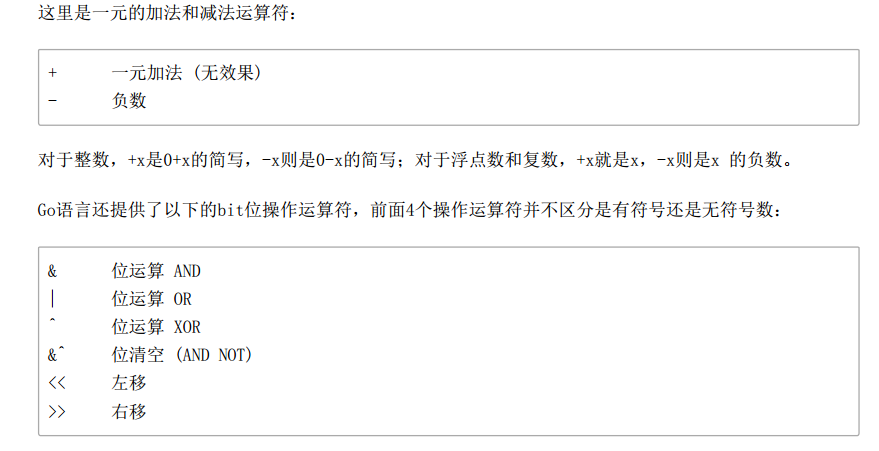 这里是一元的加法和减法运算符：
+ 一元加法 (无效果)
- 负数
对于整数，+x是0+x的简写，-x则是0-x的简写；对于浮点数和复数，+x就是x，-x则是x 的负数。
Go语言还提供了以下的bit位操作运算符，前面4个操作运算符并不区分是有符号还是无符号数：
& 位运算 AND
| 位运算 OR
^ 位运算 XOR
&^ 位清空 (AND NOT)
<< 左移
>> 右移